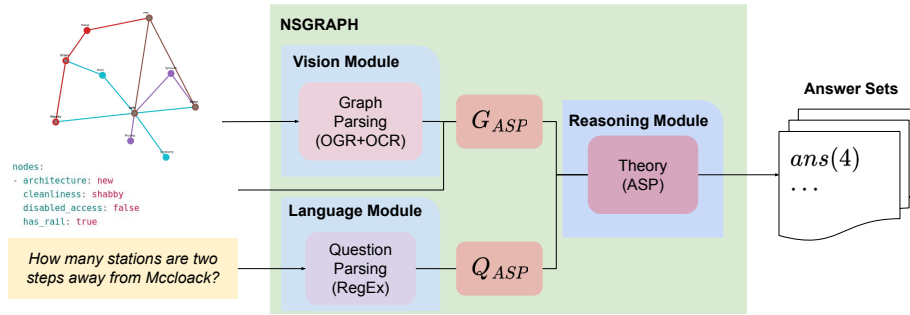 NSGRAPH
Vision Module
Graph
Parsing
(OGR+OCR)
G_ASP
Reasoning Module
Theory
(ASP)
Answer Sets
ans(4)
...
nodes:
- architecture: new
cleanliness: shabby
disabled_access: false
has_rail: true
Language Module
How many stations are two
steps away from Mccloack?
Question
Parsing
(RegEx)
Q_ASP